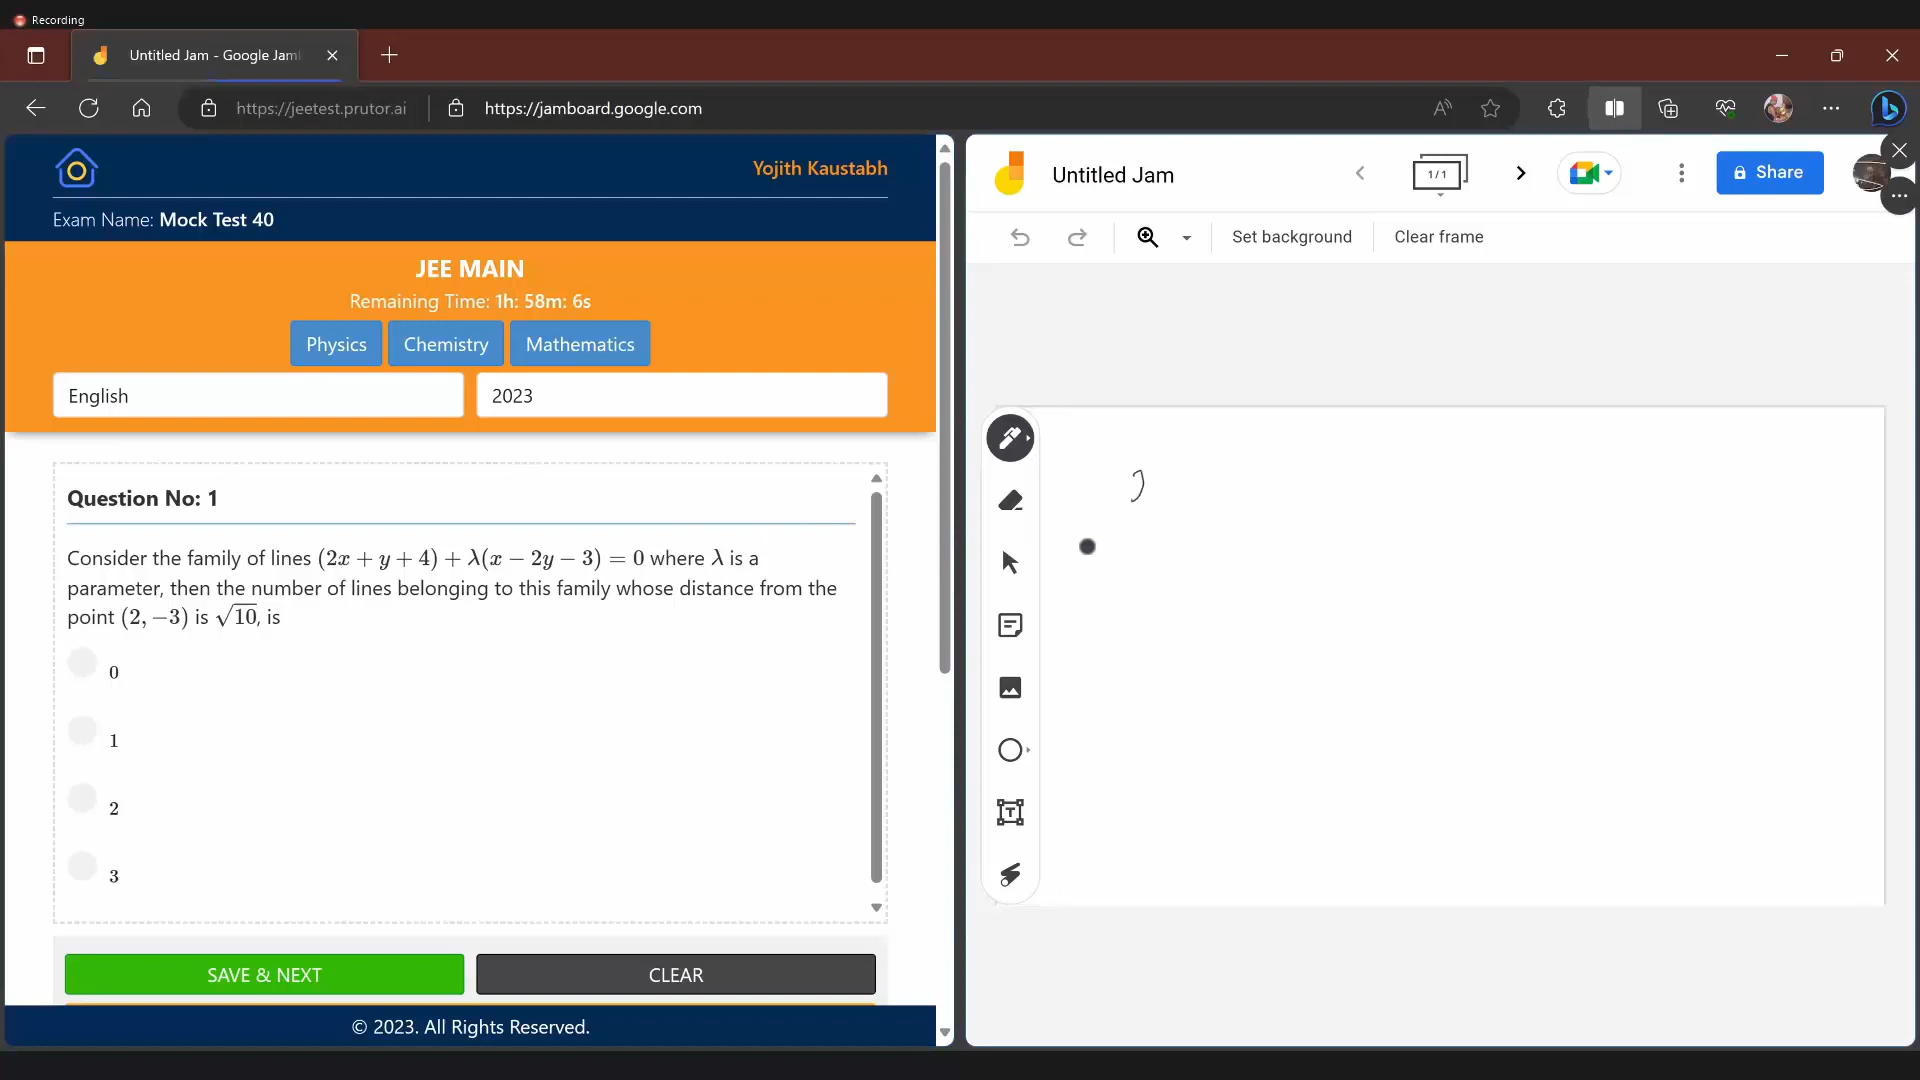 Recording
Untitled Jam - Google Jam
https://jeetest.prutor.ai
https://jamboard.google.com
Yojith Kaustabh
Exam Name: Mock Test 40
JEE MAIN
Remaining Time: 1h: 58m: 6s
Physics
Chemistry
Mathematics
English
2023
Question No: 1
Consider the family of lines (2x + y + 4) + λ(x − 2y − 3) = 0 where λ is a
parameter, then the number of lines belonging to this family whose distance from the
point (2, −3) is √10, is
0
1
2
3
SAVE & NEXT
CLEAR
© 2023. All Rights Reserved.
Untitled Jam
1/1
Share
Set background
Clear frame